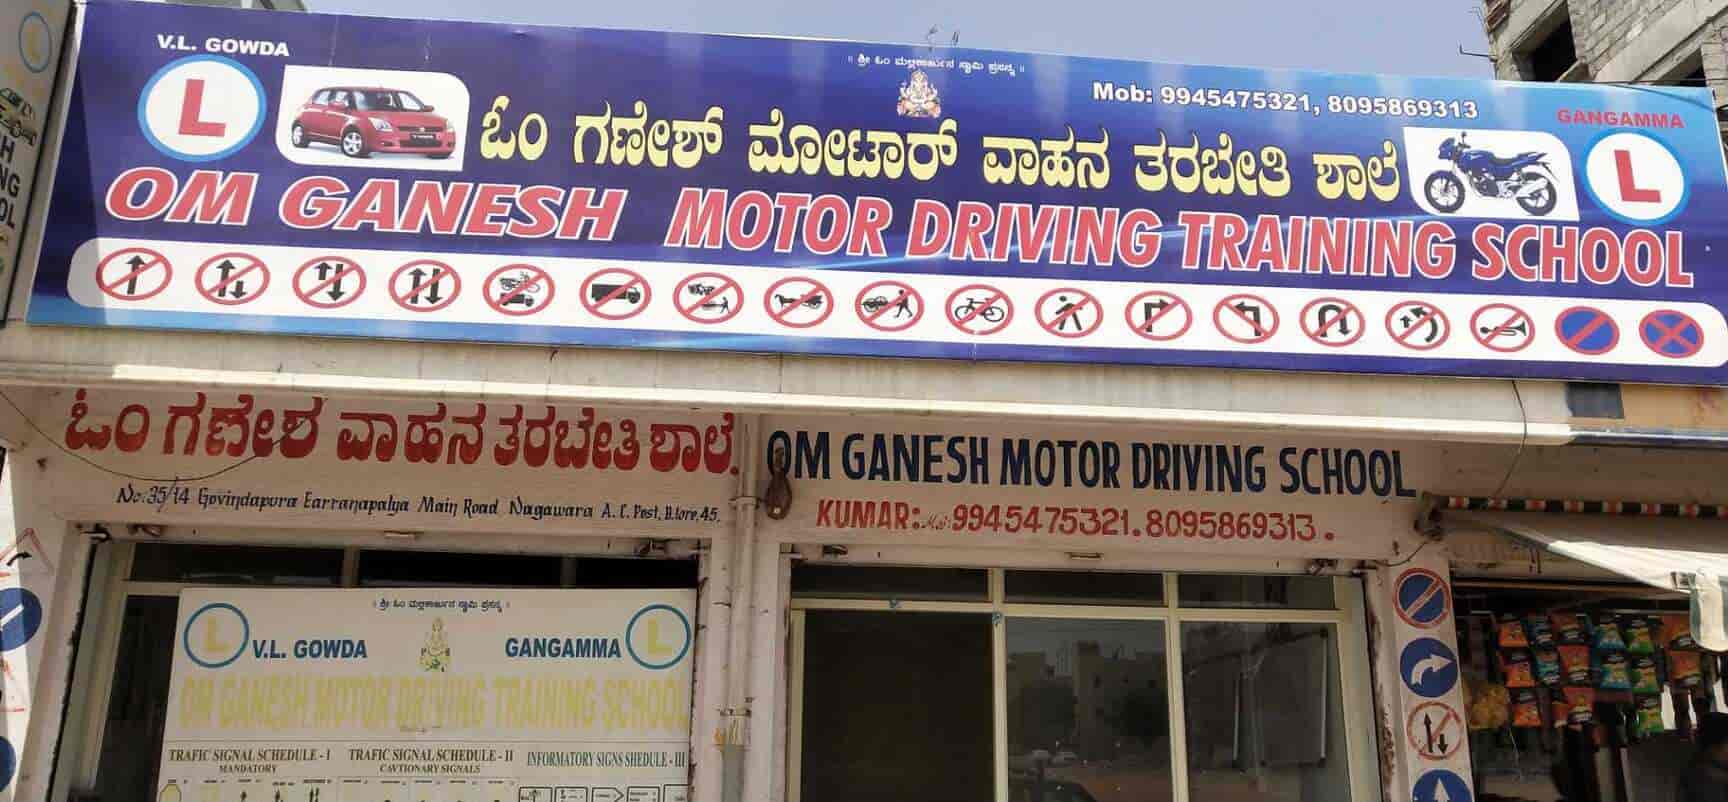 V.L. GOWDA
॥ ಶ್ರೀ ಓಂ ಮಲ್ಲಿಕಾರ್ಜುನ ಸ್ವಾಮಿ ಪ್ರಸನ್ನ ॥
Mob: 9945475321, 8095869313
GANGAMMA
L
ಓಂ ಗಣೇಶ್ ಮೋಟಾರ್ ವಾಹನ ತರಬೇತಿ ಶಾಲೆ
L
OM GANESH MOTOR DRIVING TRAINING SCHOOL
ಓಂ ಗಣೇಶ ವಾಹನ ತರಬೇತಿ ಶಾಲೆ.
No. 35/14 Govindapura Earranapalya Main Road Nagawara A.C. Post, B.lore, 45,
OM GANESH MOTOR DRIVING SCHOOL
KUMAR: Mob: 9945475321. 8095869313.
॥ ಶ್ರೀ ಓಂ ಮಲ್ಲಿಕಾರ್ಜುನ ಸ್ವಾಮಿ ಪ್ರಸನ್ನ ॥
L V.L. GOWDA GANGAMMA L
OM GANESH MOTOR DRIVING TRAINING SCHOOL
TRAFIC SIGNAL SCHEDULE - I
MANDATORY
TRAFIC SIGNAL SCHEDULE - II
CAVTIONARY SIGNALS
INFORMATORY SIGNS SHEDULE - III